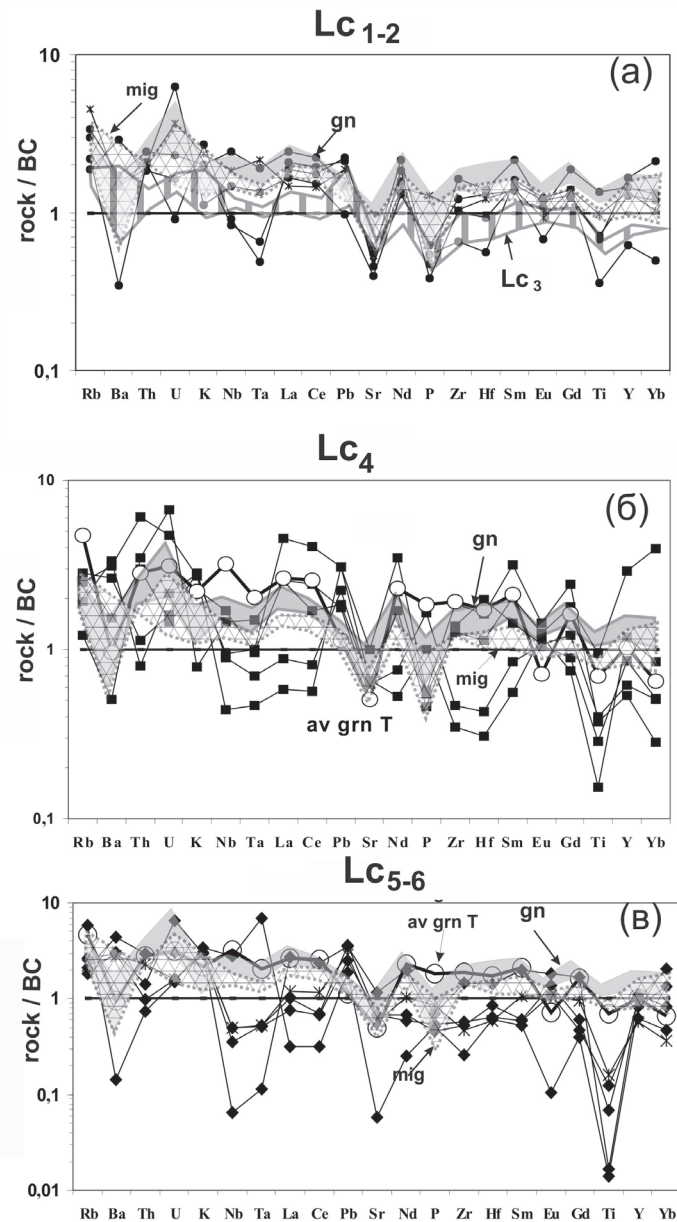 Lc 1-2
10
(а)
mig
gn
rock / BC
1
Lc 3
0,1
Rb Ba Th U K Nb Ta La Ce Pb Sr Nd P Zr Hf Sm Eu Gd Ti Y Yb
Lc4
10
(б)
gn
rock / BC
1
mig
av grn T
0,1
Rb Ba Th U K Nb Ta La Ce Pb Sr Nd P Zr Hf Sm Eu Gd Ti Y Yb
Lc5-6
10
av grn T
gn
(в)
rock / BC
1
mig
0,1
0,01
Rb Ba Th U K Nb Ta La Ce Pb Sr Nd P Zr Hf Sm Eu Gd Ti Y Yb